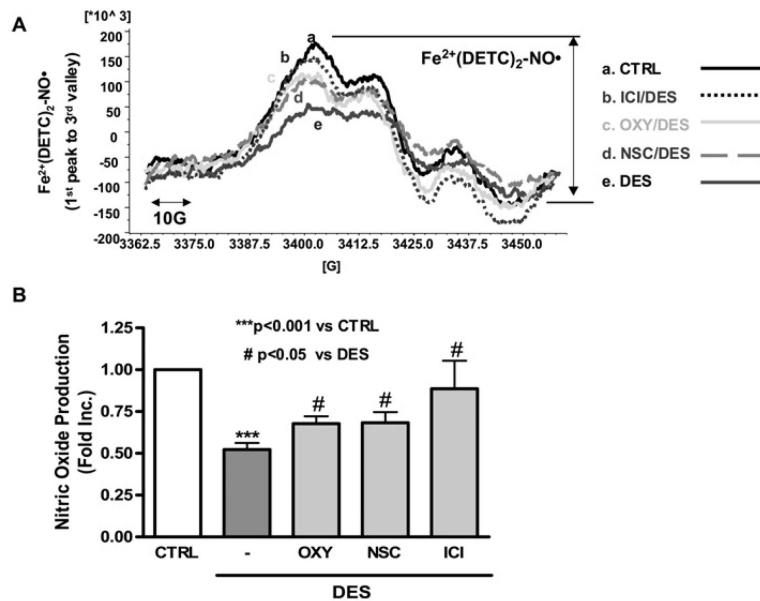 A
[*10^ 3]
Fe²⁺(DETC)₂-NO•
(1ˢᵗ peak to 3ʳᵈ valley)
200
150
100
50
0
-50
-100
-150
-200
a
b
c
d
e
Fe²⁺(DETC)₂-NO•
10G
3362.5 3375.0 3387.5 3400.0 3412.5 3425.0 3437.5 3450.0
[G]
a. CTRL
b. ICI/DES
c. OXY/DES
d. NSC/DES
e. DES
B
Nitric Oxide Production
(Fold Inc.)
1.25
1.00
0.75
0.50
0.25
0.00
***p<0.001 vs CTRL
# p<0.05 vs DES
***
#
#
#
CTRL - OXY NSC ICI
DES